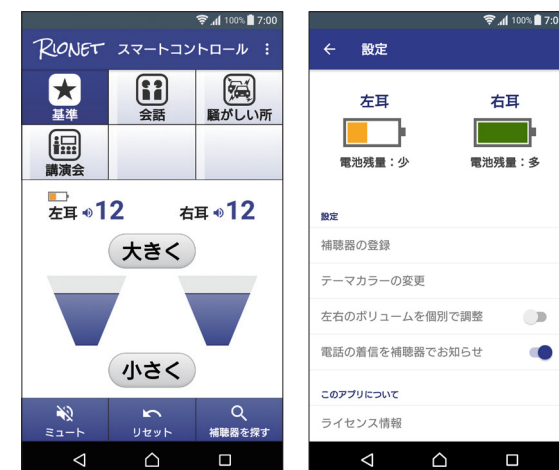 100% 7:00
RIONET スマートコントロール
基準
会話
騒がしい所
講演会
左耳 12
右耳 12
大きく
小さく
ミュート
リセット
補聴器を探す
100% 7:0
設定
左耳
右耳
電池残量：少
電池残量：多
設定
補聴器の登録
テーマカラーの変更
左右のボリュームを個別で調整
電話の着信を補聴器でお知らせ
このアプリについて
ライセンス情報